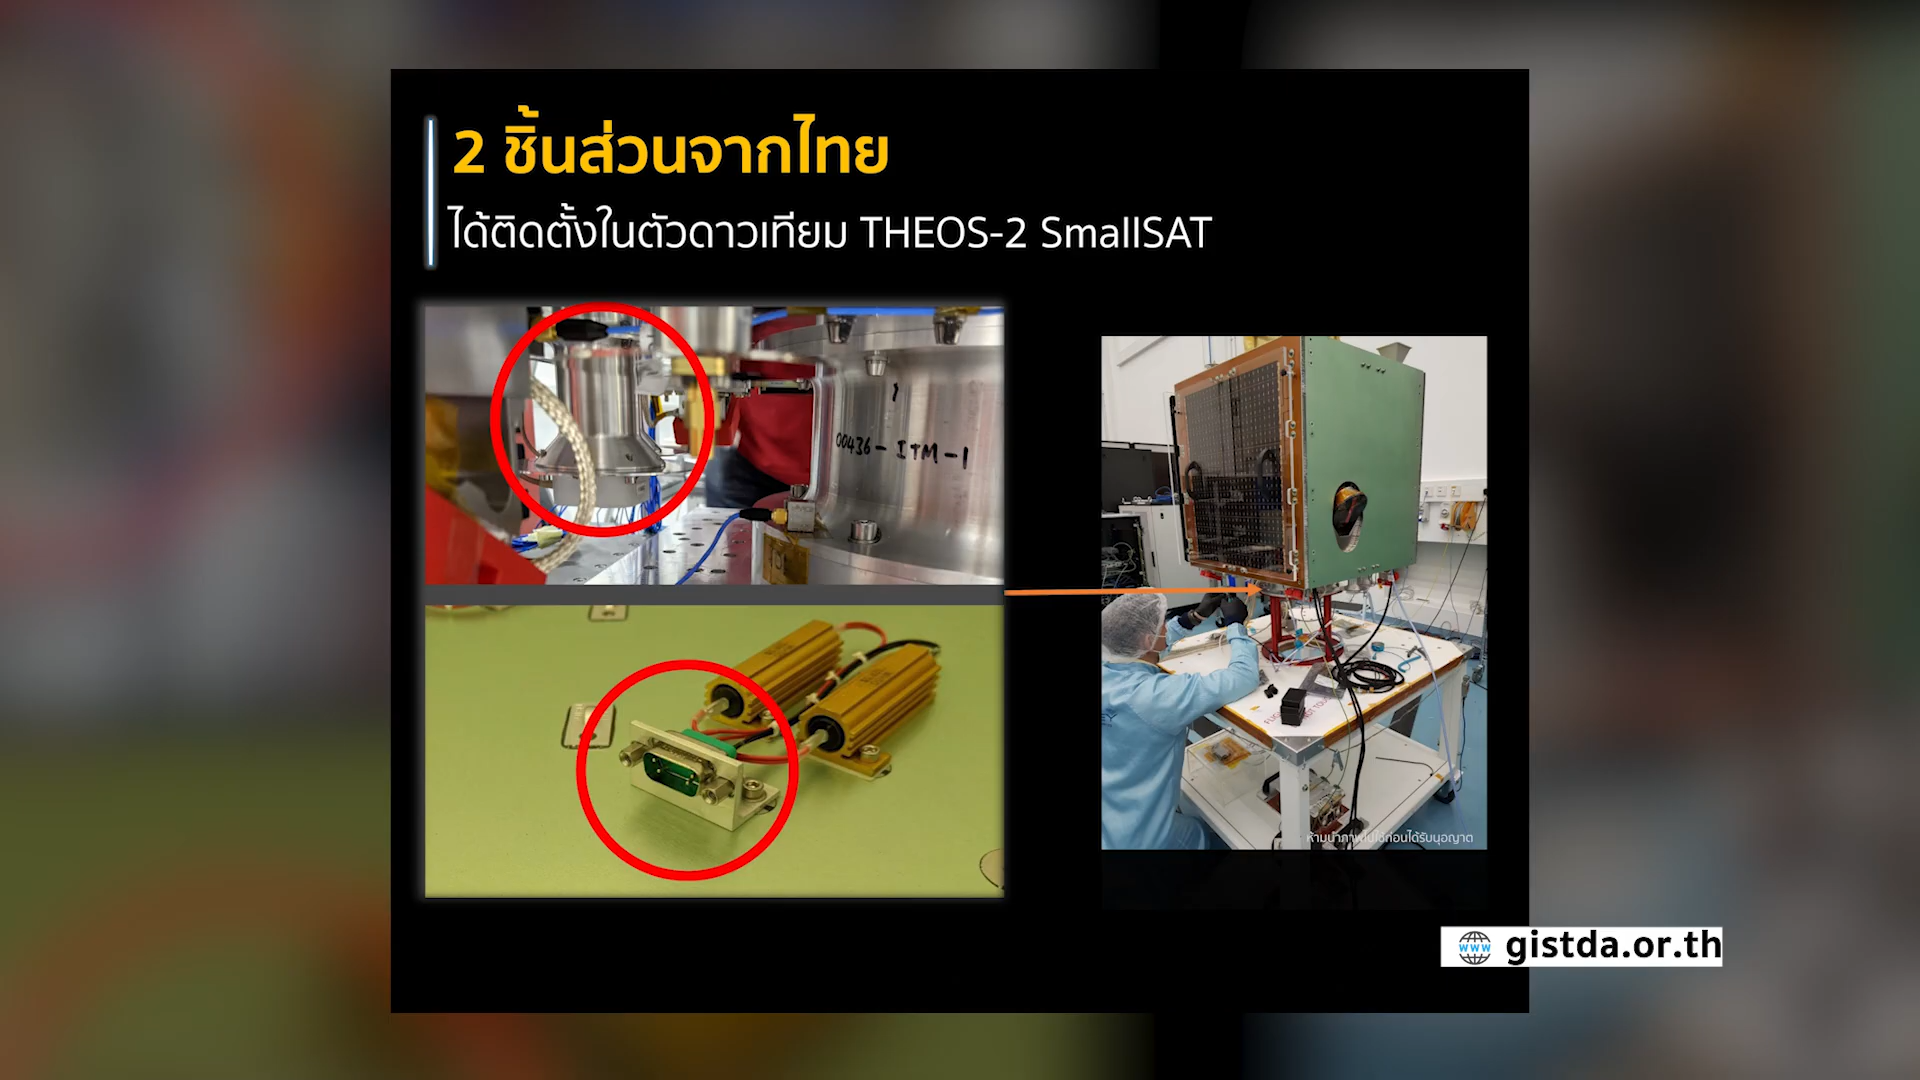 2 ชิ้นส่วนจากไทย
ได้ติดตั้งในตัวดาวเทียม THEOS-2 SmallSAT
00436-ITM-1
ห้ามนำภาพไปใช้ก่อนได้รับนุอญาต
www gistda.or.th